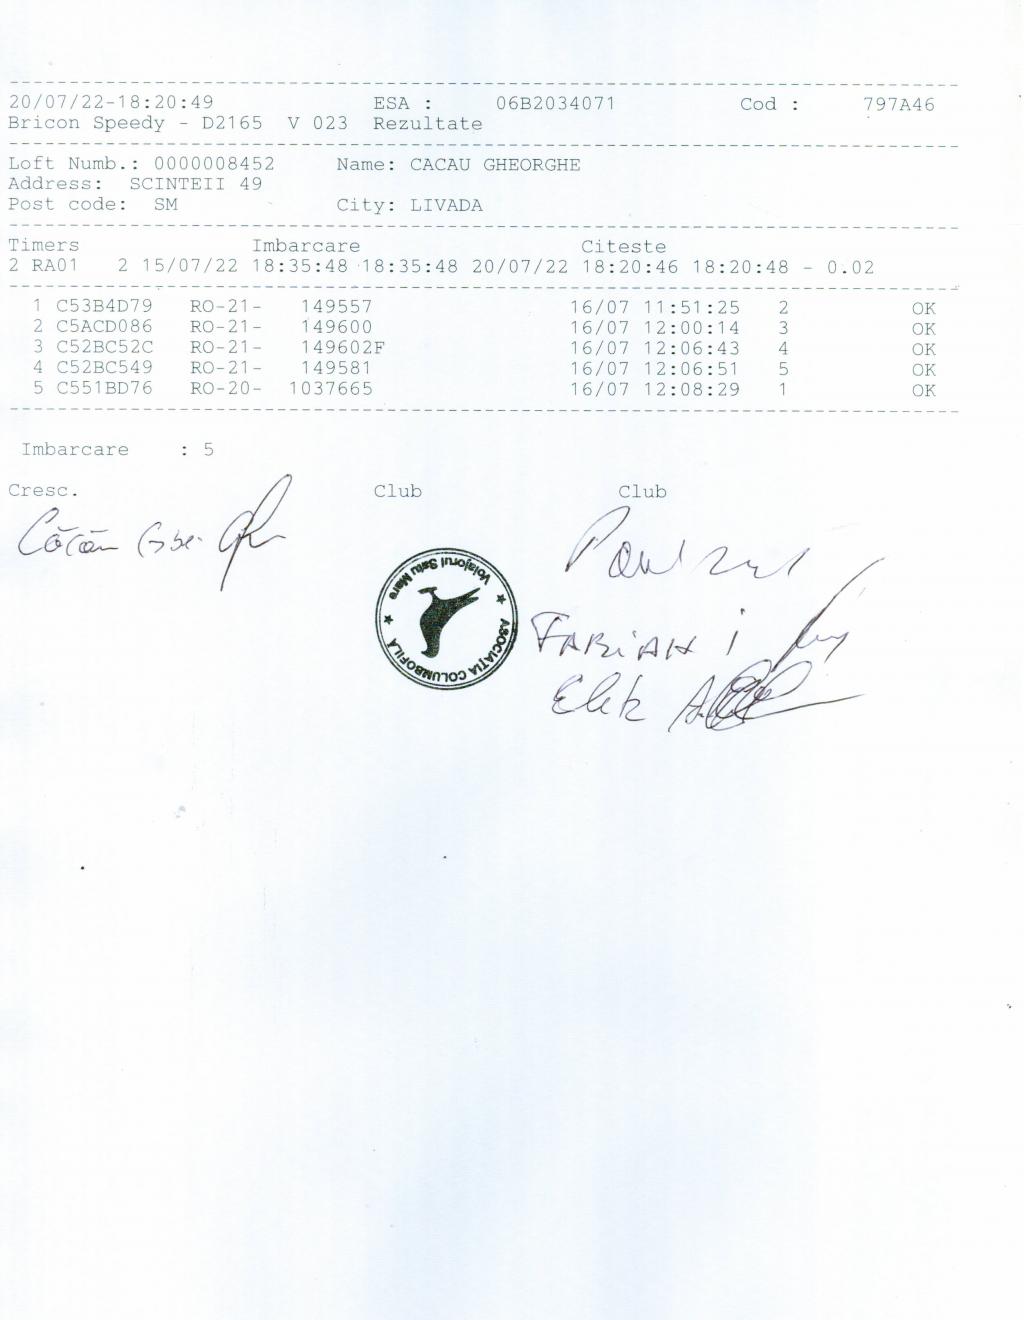 20/07/22-18:20:49 ESA : 06B2034071 Cod : 797A46
Bricon Speedy - D2165 V 023 Rezultate
Loft Numb.: 0000008452 Name: CACAU GHEORGHE
Address: SCINTEII 49
Post code: SM City: LIVADA
Timers Imbarcare Citeste
2 RA01 2 15/07/22 18:35:48 18:35:48 20/07/22 18:20:46 18:20:48 - 0.02
1 C53B4D79 RO-21- 149557 16/07 11:51:25 2 OK
2 C5ACD086 RO-21- 149600 16/07 12:00:14 3 OK
3 C52BC52C RO-21- 149602F 16/07 12:06:43 4 OK
4 C52BC549 RO-21- 149581 16/07 12:06:51 5 OK
5 C551BD76 RO-20- 1037665 16/07 12:08:29 1 OK
Imbarcare : 5
Cresc. Club Club
ASOCIAȚIA COLUMBOFILĂ
Voiajorul Satu Mare
FABIAN I